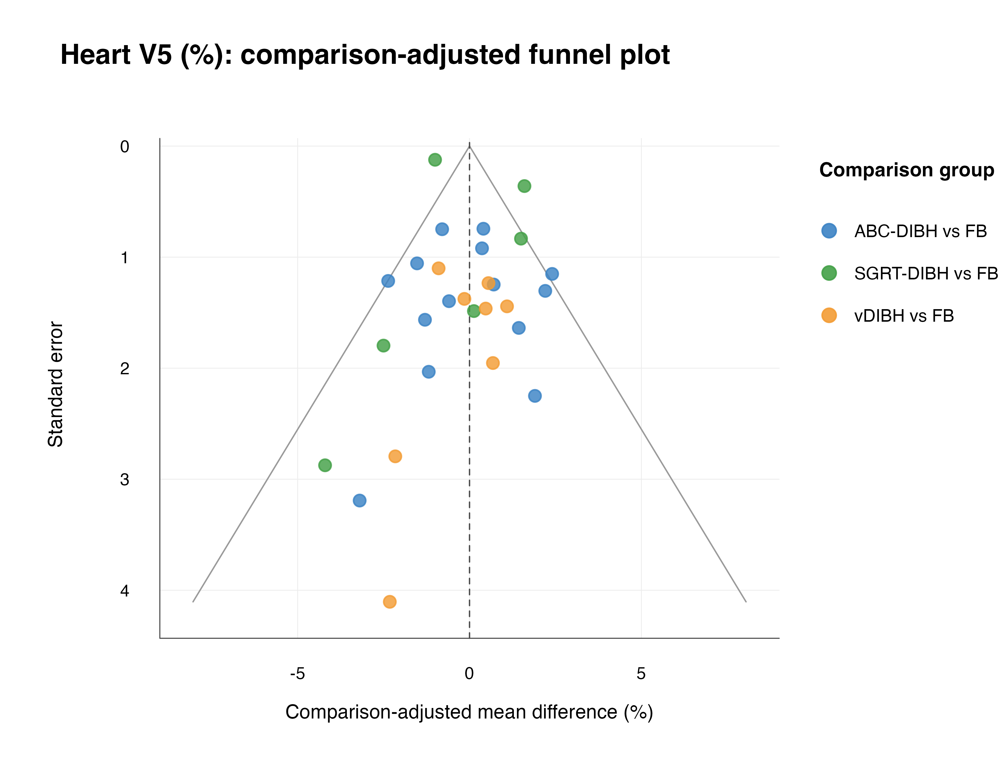 Heart V5 (%): comparison-adjusted funnel plot
Comparison group
ABC-DIBH vs FB
SGRT-DIBH vs FB
vDIBH vs FB
Standard error
0
1
2
3
4
-5
0
5
Comparison-adjusted mean difference (%)